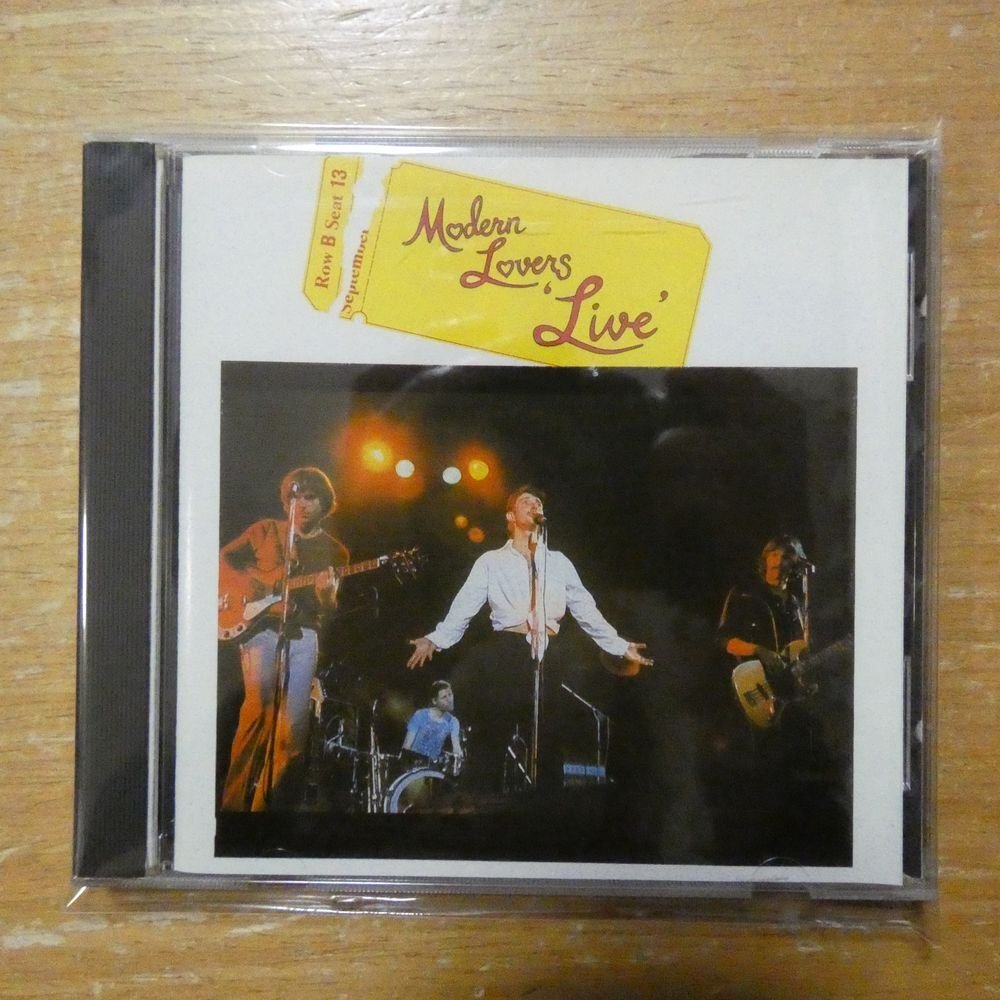 Row B Seat 13
September
Modern
Lovers
'Live'